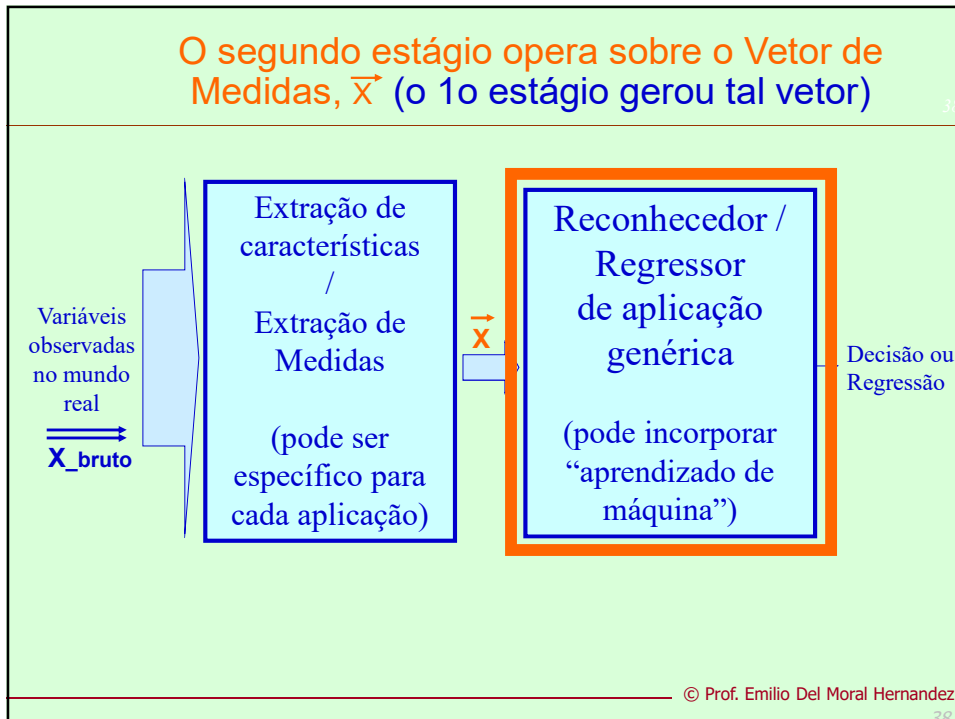 O segundo estágio opera sobre o Vetor de
Medidas, X (o 1o estágio gerou tal vetor)
Variáveis
observadas
no mundo
real
X_bruto
Extração de
características
/
Extração de
Medidas
(pode ser
específico para
cada aplicação)
X
Reconhecedor /
Regressor
de aplicação
genérica
(pode incorporar
“aprendizado de
máquina”)
Decisão ou
Regressão
© Prof. Emilio Del Moral Hernandez
38